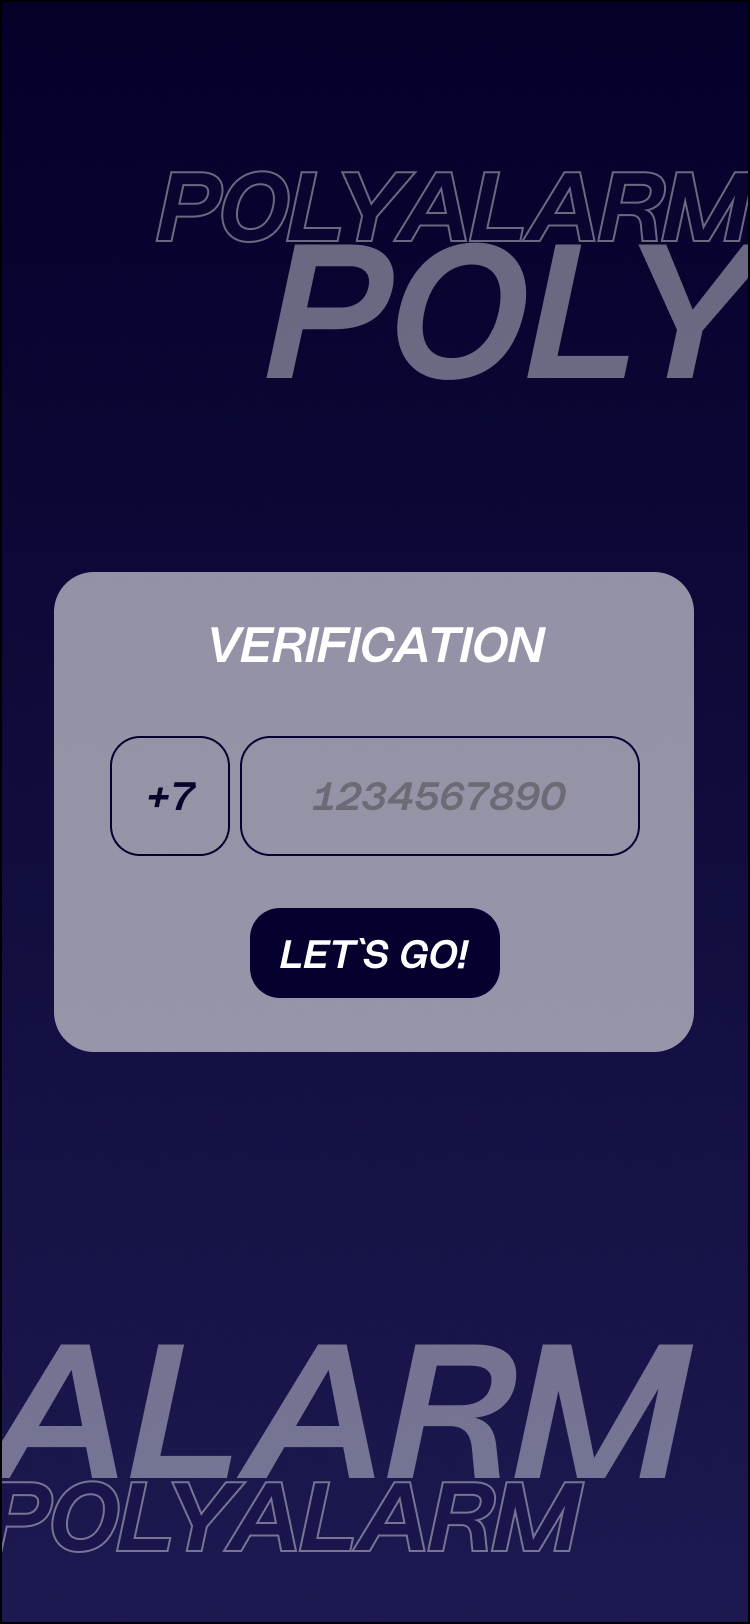 POLYALARM
POLY
VERIFICATION
+7 1234567890
LET`S GO!
ALARM
POLYALARM